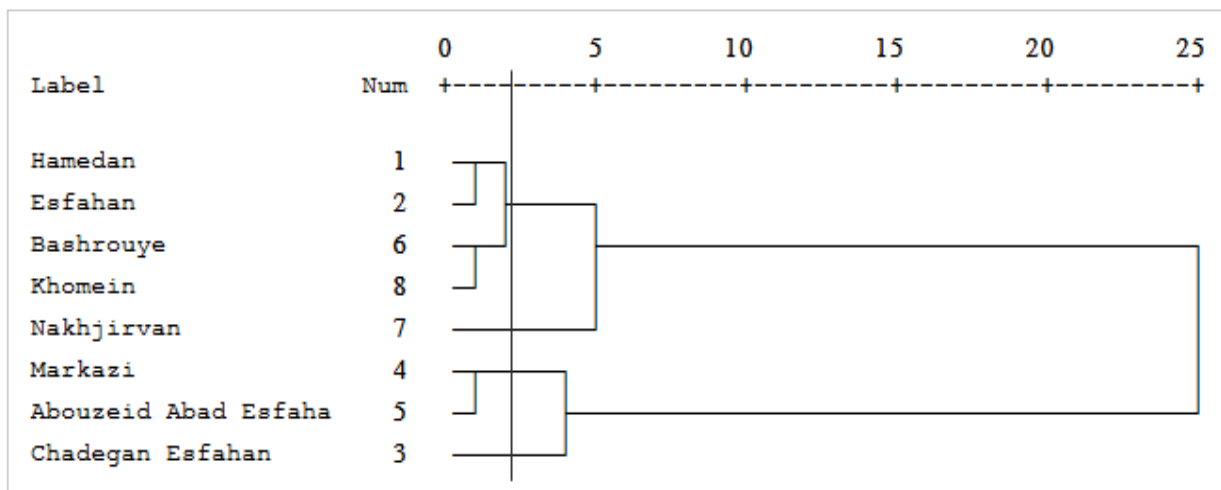 0 5 10 15 20 25
Label Num +---------+---------+---------+---------+---------+
Hamedan 1
Esfahan 2
Bashrouye 6
Khomein 8
Nakhjirvan 7
Markazi 4
Abouzeid Abad Esfaha 5
Chadegan Esfahan 3